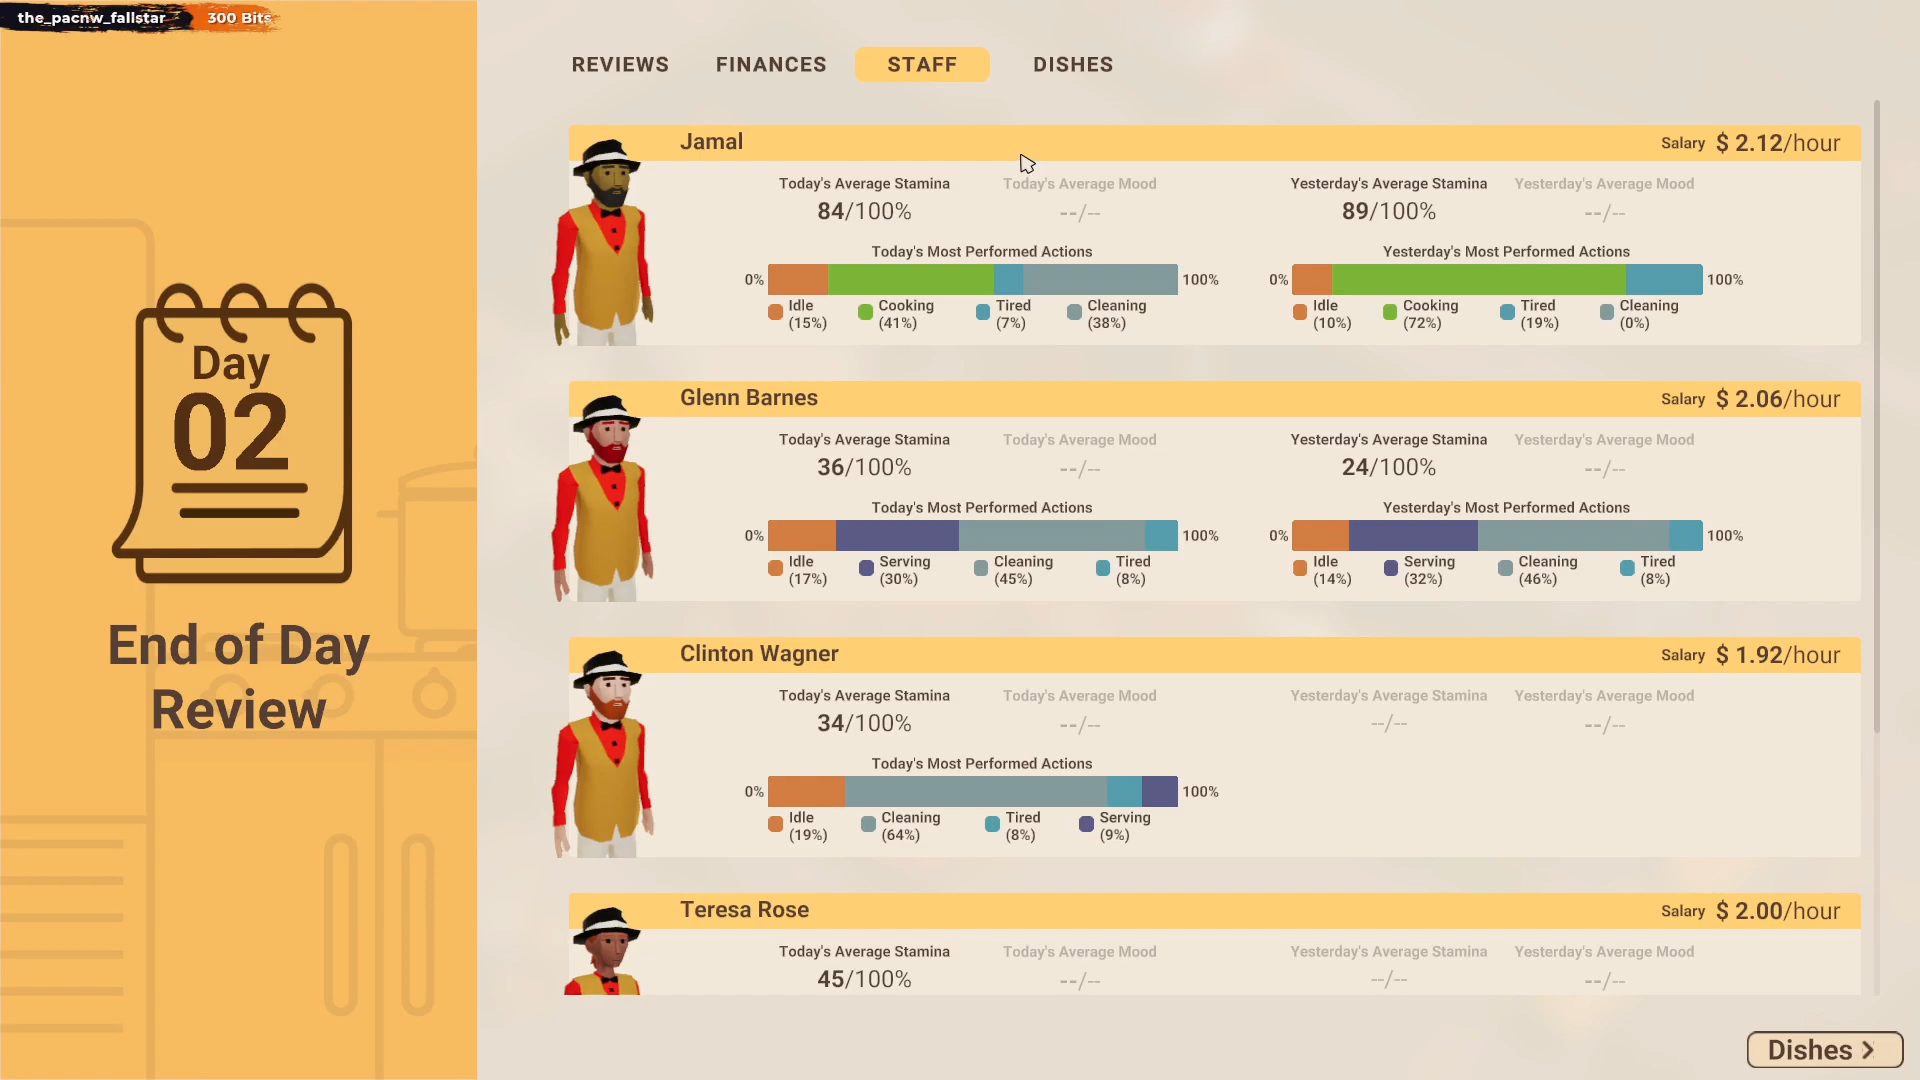 the_pacnw_fallstar 300 Bits
REVIEWS FINANCES STAFF DISHES
Day
02
End of Day
Review
Jamal Salary $ 2.12/hour
Today's Average Stamina Today's Average Mood Yesterday's Average Stamina Yesterday's Average Mood
84/100% --/-- 89/100% --/--
Today's Most Performed Actions Yesterday's Most Performed Actions
0% 100% 0% 100%
Idle Cooking Tired Cleaning Idle Cooking Tired Cleaning
(15%) (41%) (7%) (38%) (10%) (72%) (19%) (0%)
Glenn Barnes Salary $ 2.06/hour
Today's Average Stamina Today's Average Mood Yesterday's Average Stamina Yesterday's Average Mood
36/100% --/-- 24/100% --/--
Today's Most Performed Actions Yesterday's Most Performed Actions
0% 100% 0% 100%
Idle Serving Cleaning Tired Idle Serving Cleaning Tired
(17%) (30%) (45%) (8%) (14%) (32%) (46%) (8%)
Clinton Wagner Salary $ 1.92/hour
Today's Average Stamina Today's Average Mood Yesterday's Average Stamina Yesterday's Average Mood
34/100% --/-- --/-- --/--
Today's Most Performed Actions
0% 100%
Idle Cleaning Tired Serving
(19%) (64%) (8%) (9%)
Teresa Rose Salary $ 2.00/hour
Today's Average Stamina Today's Average Mood Yesterday's Average Stamina Yesterday's Average Mood
45/100% --/-- --/-- --/--
Dishes >